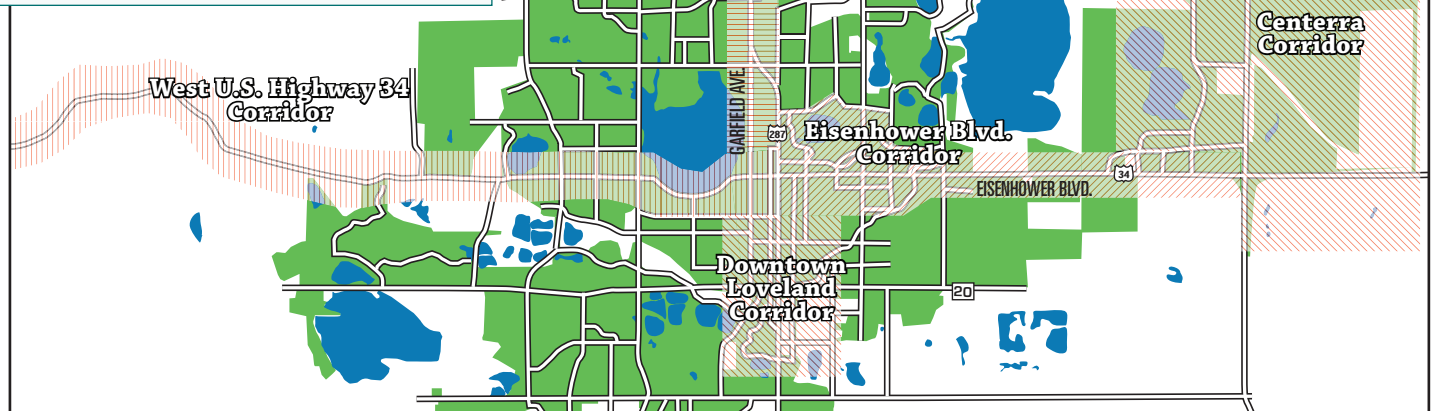 Centerra
Corridor
West U.S. Highway 34
Corridor
GARFIELD AVE.
287
Eisenhower Blvd.
Corridor
34
EISENHOWER BLVD.
Downtown
Loveland
Corridor
20